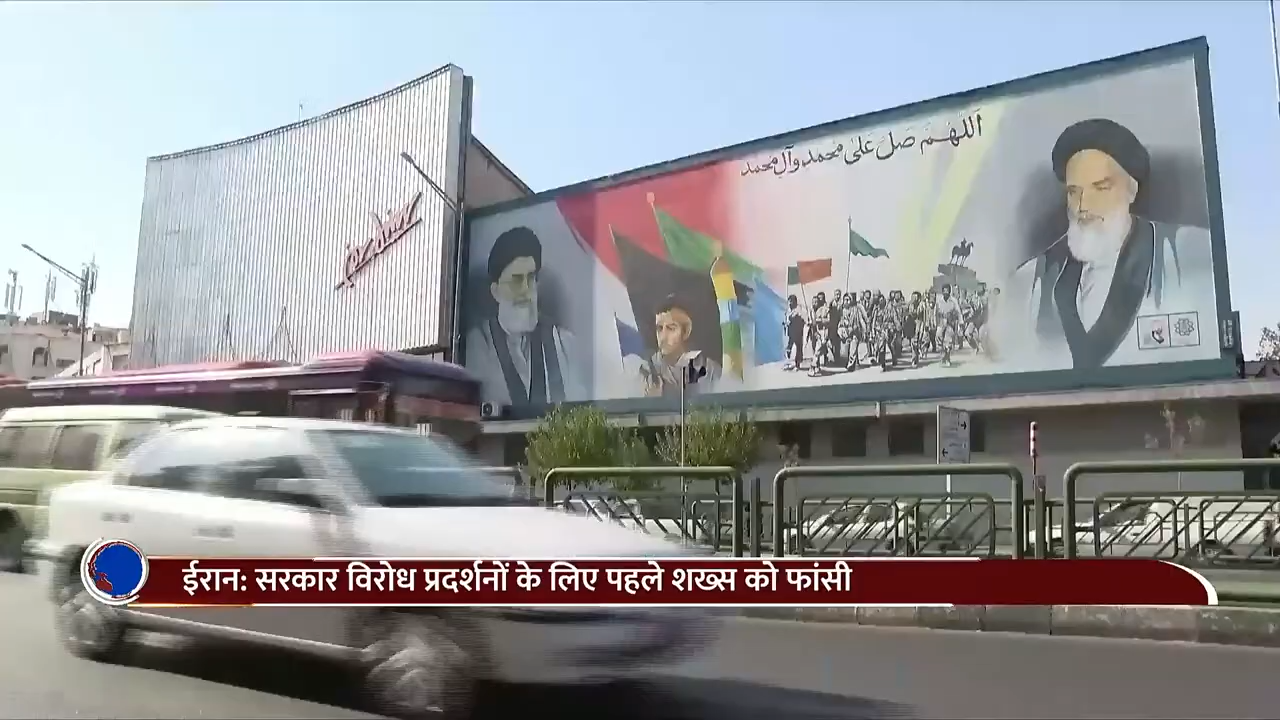 اللهم صل علی محمد وآل محمد
ईरान: सरकार विरोध प्रदर्शनों के लिए पहले शख्स को फांसी